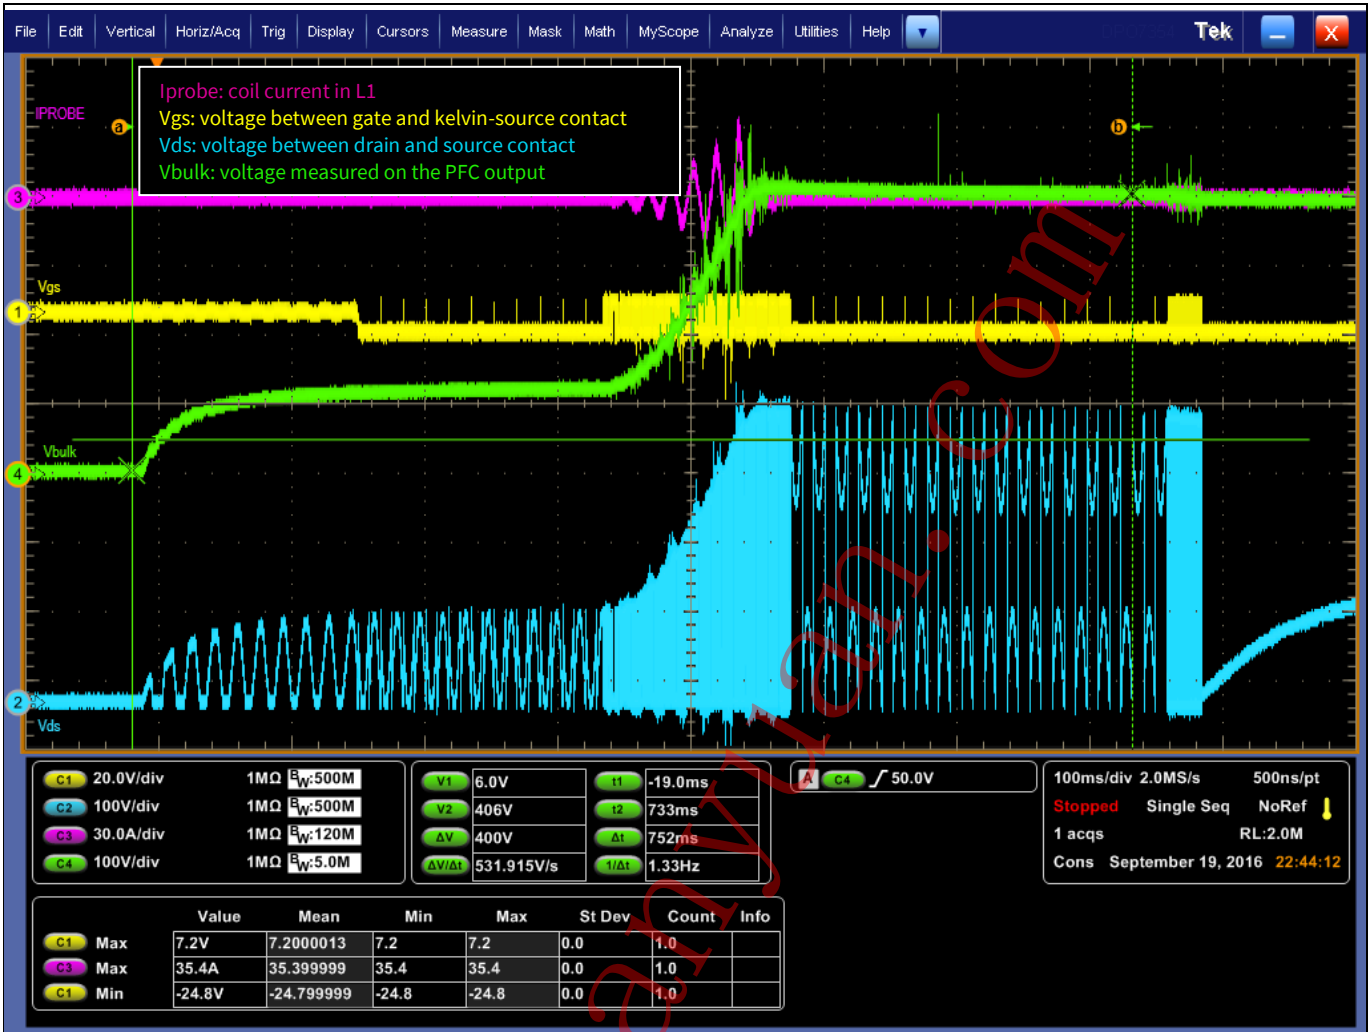 File Edit Vertical Horiz/Acq Trig Display Cursors Measure Mask Math MyScope Analyze Utilities Help Tek X
Iprobe: coil current in L1
Vgs: voltage between gate and kelvin-source contact
Vds: voltage between drain and source contact
Vbulk: voltage measured on the PFC output
IPROBE
a
b
3
Vgs
1
Vbulk
4
2
Vds
C1 20.0V/div 1MΩ BW:500M
C2 100V/div 1MΩ BW:500M
C3 30.0A/div 1MΩ BW:120M
C4 100V/div 1MΩ BW:5.0M
V1 6.0V t1 -19.0ms
V2 406V t2 733ms
ΔV 400V Δt 752ms
ΔV/Δt 531.915V/s 1/Δt 1.33Hz
A C4 50.0V
100ms/div 2.0MS/s 500ns/pt
Stopped Single Seq NoRef
1 acqs RL:2.0M
Cons September 19, 2016 22:44:12
Value Mean Min Max St Dev Count Info
C1 Max 7.2V 7.2000013 7.2 7.2 0.0 1.0
C3 Max 35.4A 35.399999 35.4 35.4 0.0 1.0
C1 Min -24.8V -24.799999 -24.8 -24.8 0.0 1.0
anyuan.com